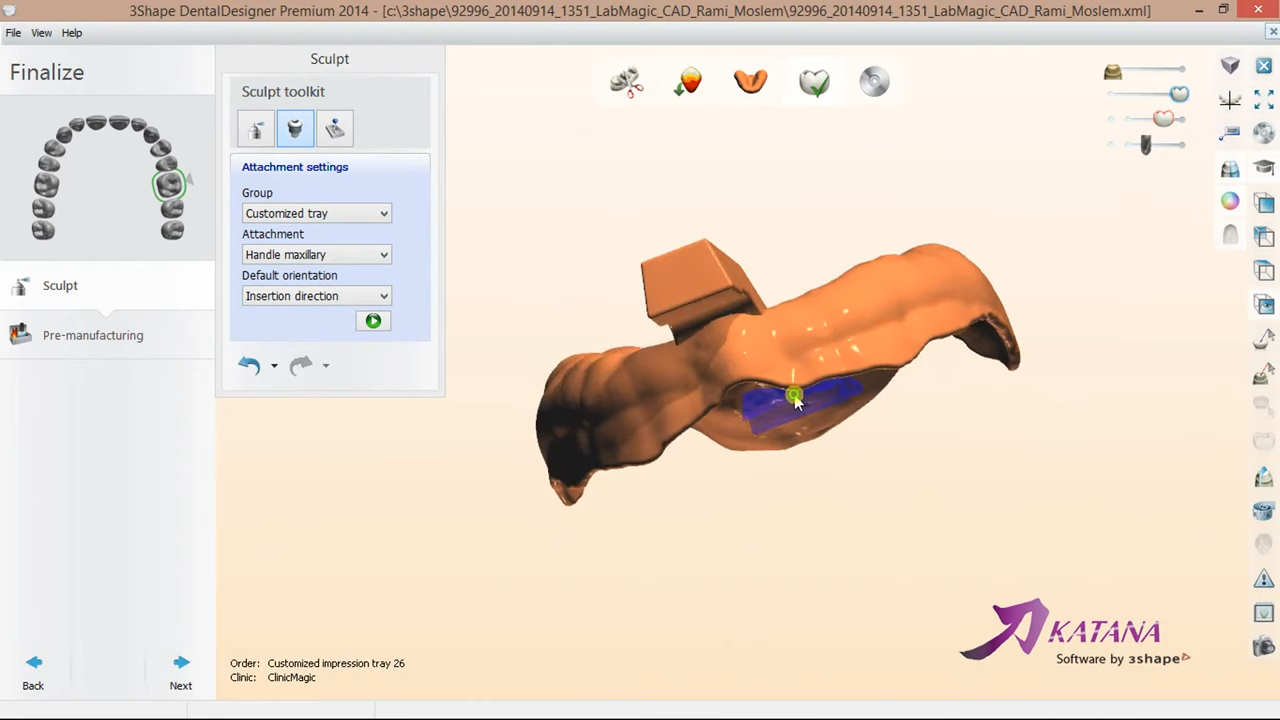 3Shape DentalDesigner Premium 2014 - [c:\3shape\92996_20140914_1351_LabMagic_CAD_Rami_Moslem\92996_20140914_1351_LabMagic_CAD_Rami_Moslem.xml]
File View Help
Finalize
Sculpt
Pre-manufacturing
Back
Next
Sculpt
Sculpt toolkit
Attachment settings
Group
Customized tray
Attachment
Handle maxillary
Default orientation
Insertion direction
Order: Customized impression tray 26
Clinic: ClinicMagic
KATANA
Software by 3shape